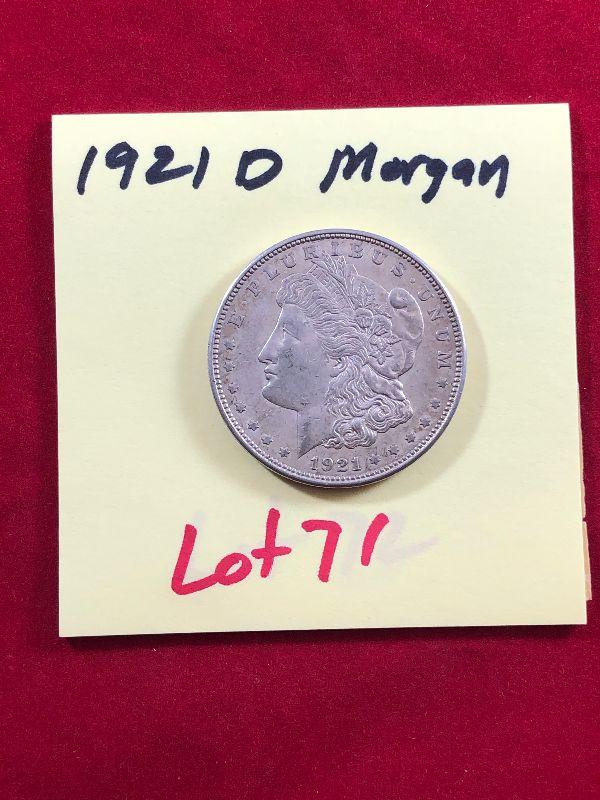 1921 D Morgan
E·PLURIBUS·UNUM
1921
Lot 71